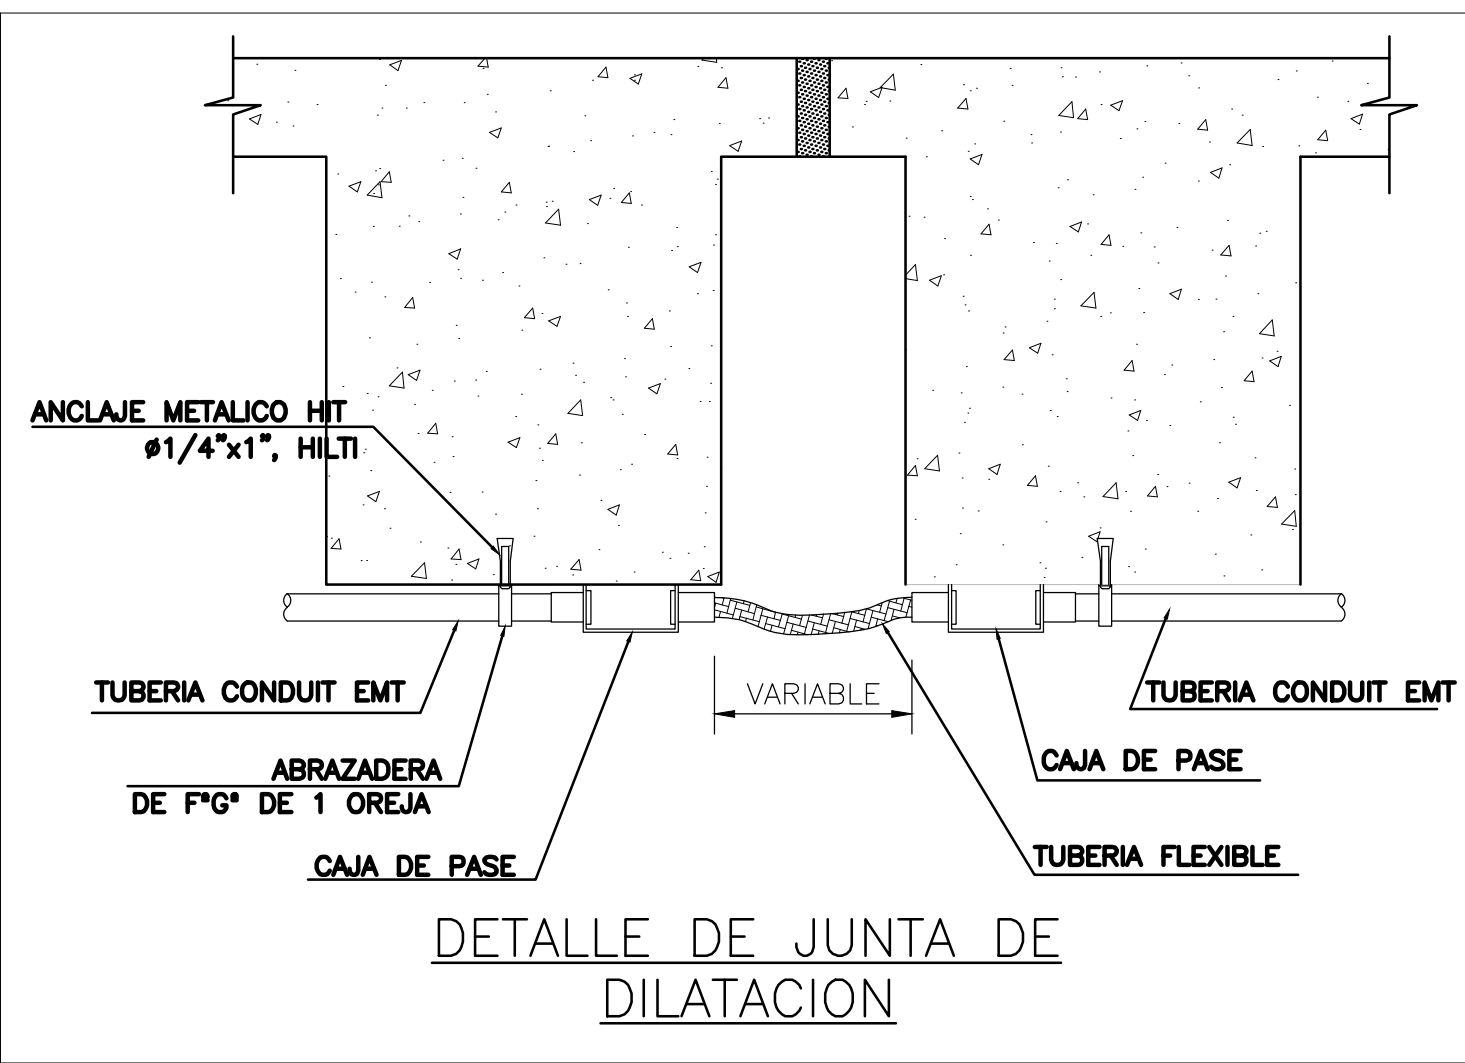 ANCLAJE METALICO HIT
ø1/4"x1", HILTI
TUBERIA CONDUIT EMT
VARIABLE
TUBERIA CONDUIT EMT
ABRAZADERA
DE FºGº DE 1 OREJA
CAJA DE PASE
CAJA DE PASE
TUBERIA FLEXIBLE
DETALLE DE JUNTA DE
DILATACION